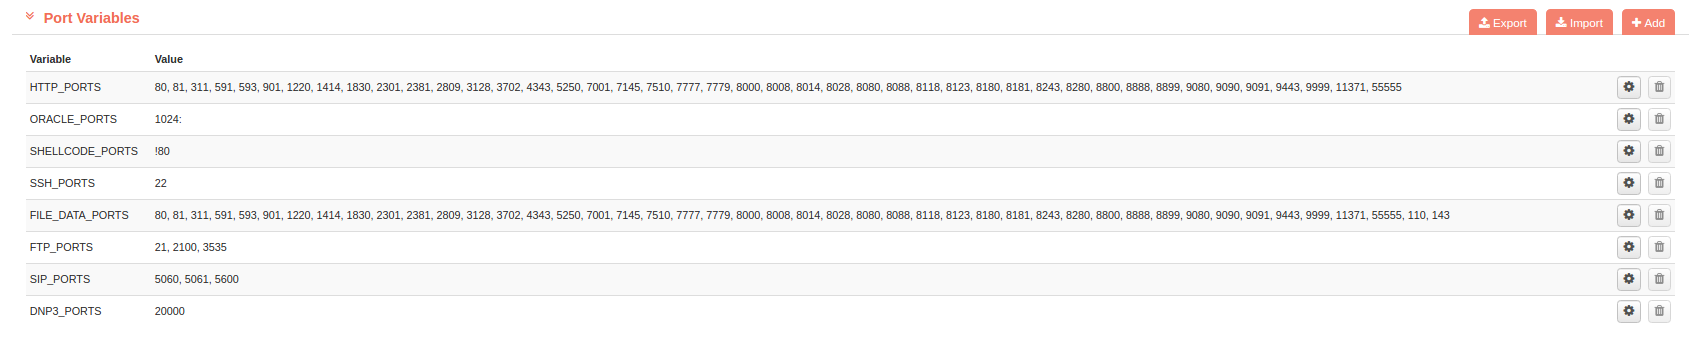 Port Variables
Export Import Add
Variable Value
HTTP_PORTS 80, 81, 311, 591, 593, 901, 1220, 1414, 1830, 2301, 2381, 2809, 3128, 3702, 4343, 5250, 7001, 7145, 7510, 7777, 7779, 8000, 8008, 8014, 8028, 8080, 8088, 8118, 8123, 8180, 8181, 8243, 8280, 8800, 8888, 8899, 9080, 9090, 9091, 9443, 9999, 11371, 55555
ORACLE_PORTS 1024:
SHELLCODE_PORTS !80
SSH_PORTS 22
FILE_DATA_PORTS 80, 81, 311, 591, 593, 901, 1220, 1414, 1830, 2301, 2381, 2809, 3128, 3702, 4343, 5250, 7001, 7145, 7510, 7777, 7779, 8000, 8008, 8014, 8028, 8080, 8088, 8118, 8123, 8180, 8181, 8243, 8280, 8800, 8888, 8899, 9080, 9090, 9091, 9443, 9999, 11371, 55555, 110, 143
FTP_PORTS 21, 2100, 3535
SIP_PORTS 5060, 5061, 5600
DNP3_PORTS 20000